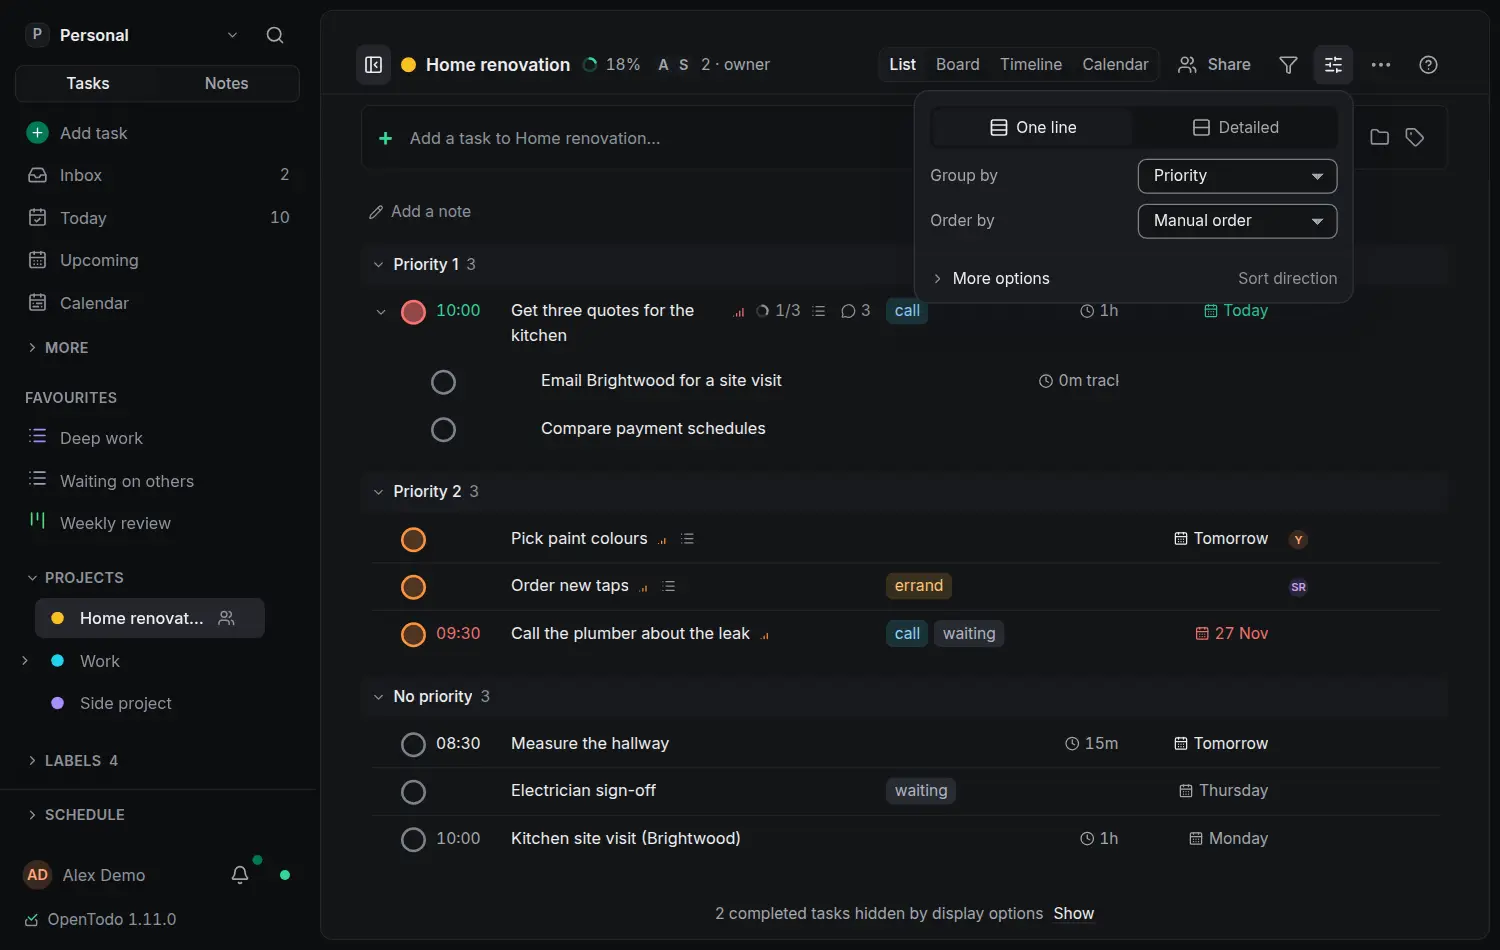 P Personal
Tasks Notes
Add task
Inbox 2
Today 10
Upcoming
Calendar
MORE
FAVOURITES
Deep work
Waiting on others
Weekly review
PROJECTS
Home renovat...
Work
Side project
LABELS 4
SCHEDULE
AD Alex Demo
OpenTodo 1.11.0
Home renovation 18% A S 2 · owner
List Board Timeline Calendar Share
Add a task to Home renovation...
One line Detailed
Group by Priority
Order by Manual order
More options Sort direction
Add a note
Priority 1 3
10:00 Get three quotes for the 1/3 3 call 1h Today
kitchen
Email Brightwood for a site visit 0m
Compare payment schedules
Priority 2 3
Pick paint colours Tomorrow Y
Order new taps errand SR
09:30 Call the plumber about the leak call waiting 27 Nov
No priority 3
08:30 Measure the hallway 15m Tomorrow
Electrician sign-off waiting Thursday
10:00 Kitchen site visit (Brightwood) 1h Monday
2 completed tasks hidden by display options Show